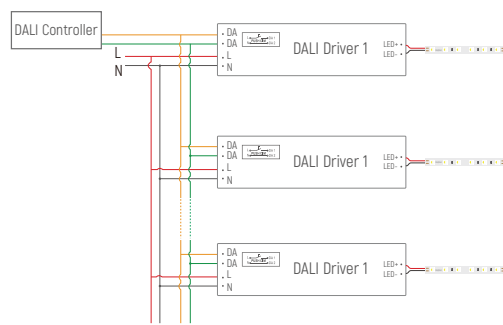 DALI Controller
L
N
DA
DA
L
N
DALI Driver 1
LED+
LED-
DA
DA
L
N
DALI Driver 1
LED+
LED-
DA
DA
L
N
DALI Driver 1
LED+
LED-